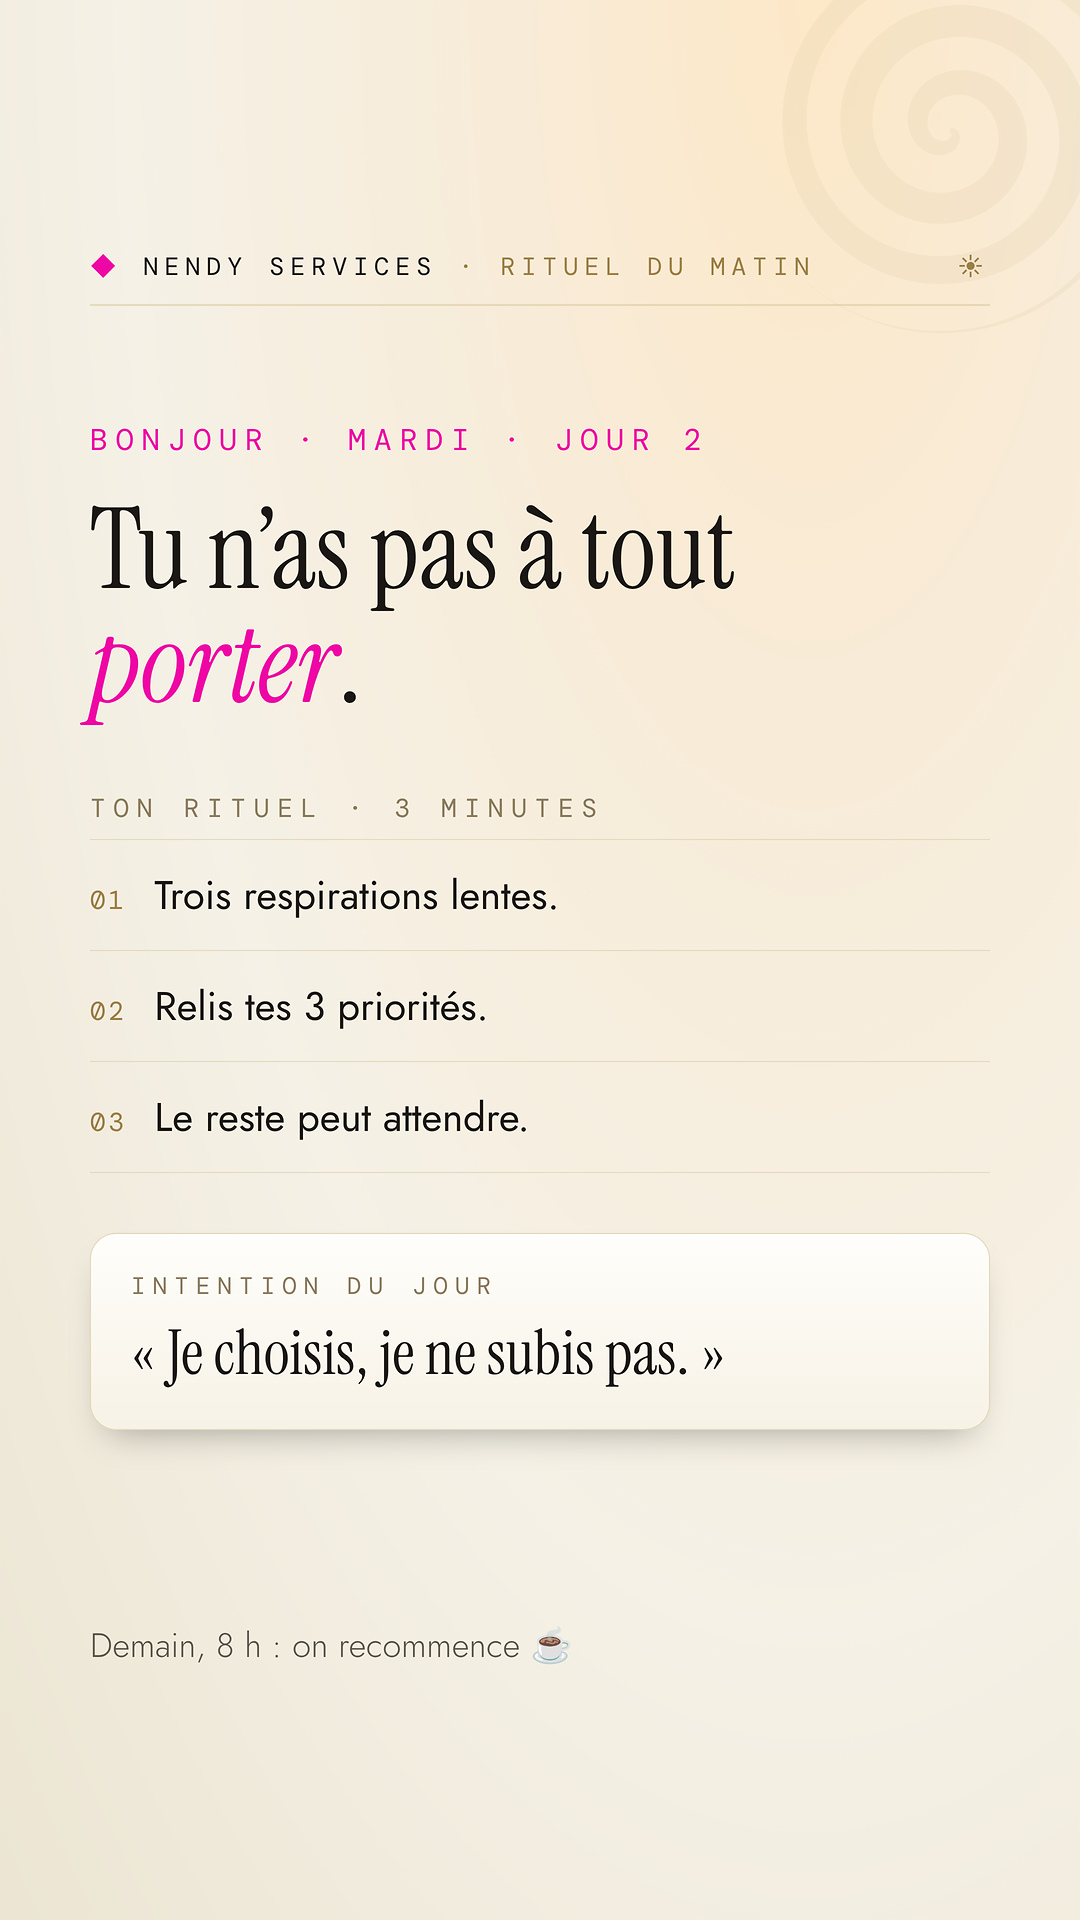 ◆ NENDY SERVICES · RITUEL DU MATIN ☀
BONJOUR · MARDI · JOUR 2
Tu n’as pas à tout
porter.
TON RITUEL · 3 MINUTES
01 Trois respirations lentes.
02 Relis tes 3 priorités.
03 Le reste peut attendre.
INTENTION DU JOUR
« Je choisis, je ne subis pas. »
Demain, 8 h : on recommence ☕